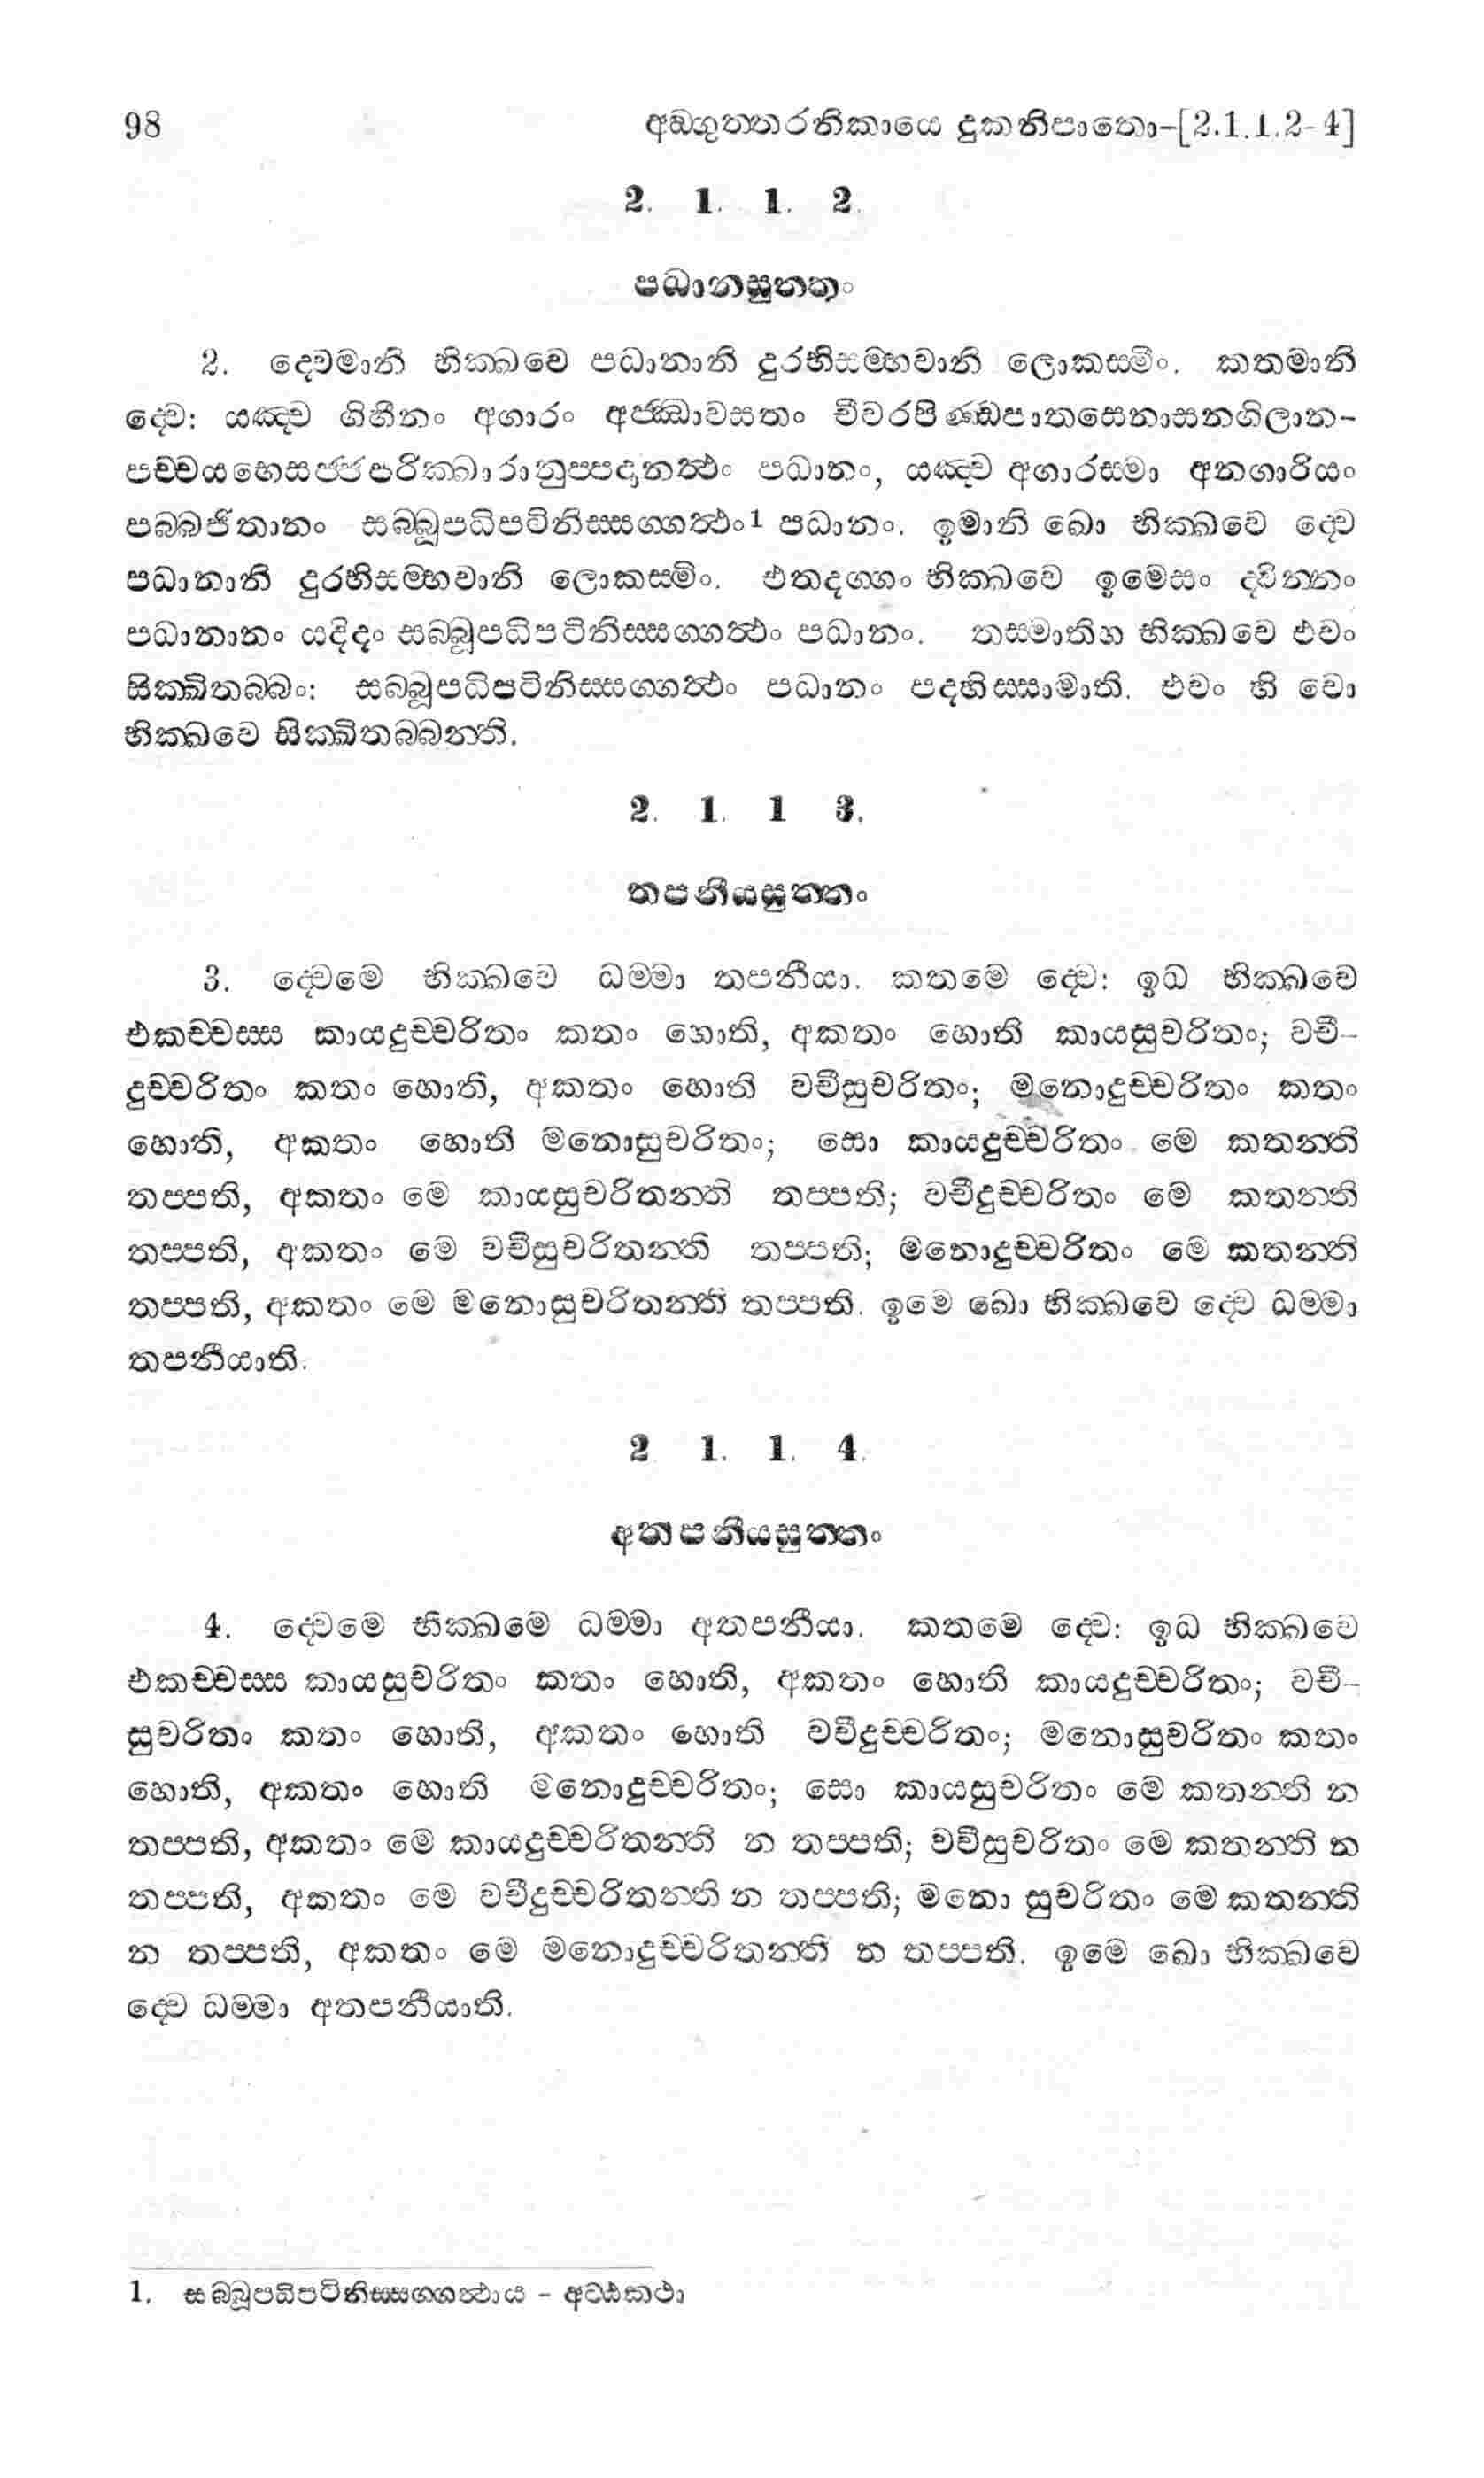 98 අඞ්ගුත්තරනිකායෙ දුකනිපාතො-[2.1.1.2-4]
2. 1. 1. 2.
පධානසුත්තං
2. ද්වෙමානි භික්ඛවෙ පධානානි දුරභිසම්භවානි ලොකස්මිං. කතමානි
ද්වෙ: යඤ්ච ගිහීනං අගාරං අජ්ඣාවසතං චීවරපිණ්ඩපාතසෙනාසනගිලාන-
පච්චයභෙසජ්ජපරික්ඛාරානුප්පදානත්ථං පධානං, යඤ්ච අගාරස්මා අනගාරියං
පබ්බජිතානං සබ්බූපධිපටිනිස්සග්ගත්ථං1 පධානං. ඉමානි ඛො භික්ඛවෙ ද්වෙ
පධානානි දුරභිසම්භවානි ලොකස්මිං. එතදග්ගං භික්ඛවෙ ඉමෙසං ද්වින්නං
පධානානං යදිදං සබ්බූපධිපටිනිස්සග්ගත්ථං පධානං. තස්මාතිහ භික්ඛවෙ එවං
සික්ඛිතබ්බං: සබ්බූපධිපටිනිස්සග්ගත්ථං පධානං පදහිස්සාමාති. එවං හි වො
භික්ඛවෙ සික්ඛිතබ්බන්ති.
2. 1. 1 3.
තපනීයසුත්තං
3. ද්වෙමෙ භික්ඛවෙ ධම්මා තපනීයා. කතමෙ ද්වෙ: ඉධ භික්ඛවෙ
එකච්චස්ස කායදුච්චරිතං කතං හොති, අකතං හොති කායසුචරිතං; වචී-
දුච්චරිතං කතං හොති, අකතං හොති වචීසුචරිතං; මනොදුච්චරිතං කතං
හොති, අකතං හොති මනොසුචරිතං; සො කායදුච්චරිතං මෙ කතන්ති
තප්පති, අකතං මෙ කායසුචරිතන්ති තප්පති; වචීදුච්චරිතං මෙ කතන්ති
තප්පති, අකතං මෙ වචීසුචරිතන්ති තප්පති; මනොදුච්චරිතං මෙ කතන්ති
තප්පති, අකතං මෙ මනොසුචරිතන්ති තප්පති. ඉමෙ ඛො භික්ඛවෙ ද්වෙ ධම්මා
තපනීයාති.
2 1. 1. 4.
අතපනීයසුත්තං
4. ද්වෙමෙ භික්ඛමෙ ධම්මා අතපනීයා. කතමෙ ද්වෙ: ඉධ භික්ඛවෙ
එකච්චස්ස කායසුචරිතං කතං හොති, අකතං හොති කායදුච්චරිතං; වචී-
සුචරිතං කතං හොති, අකතං හොති වචීදුච්චරිතං; මනොසුචරිතං කතං
හොති, අකතං හොති මනොදුච්චරිතං; සො කායසුචරිතං මෙ කතන්ති න
තප්පති, අකතං මෙ කායදුච්චරිතන්ති න තප්පති; වචීසුචරිතං මෙ කතන්ති න
තප්පති, අකතං මෙ වචීදුච්චරිතන්ති න තප්පති; මනො සුචරිතං මෙ කතන්ති
න තප්පති, අකතං මෙ මනොදුච්චරිතන්ති න තප්පති. ඉමෙ ඛො භික්ඛවෙ
ද්වෙ ධම්මා අතපනීයාති.
1. සබ්බූපධිපටිනිස්සග්ගත්ථාය - අට්ඨකථා